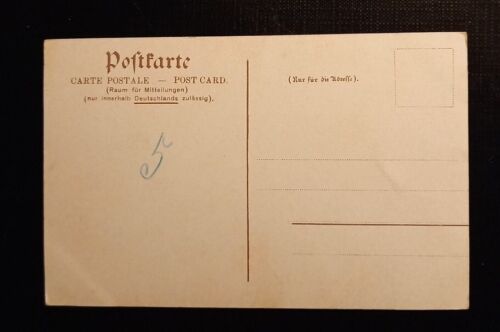 Postkarte
CARTE POSTALE — POST CARD.
(Raum für Mitteilungen)
(nur innerhalb Deutschlands zulässig).
(Nur für die Adresse).
5